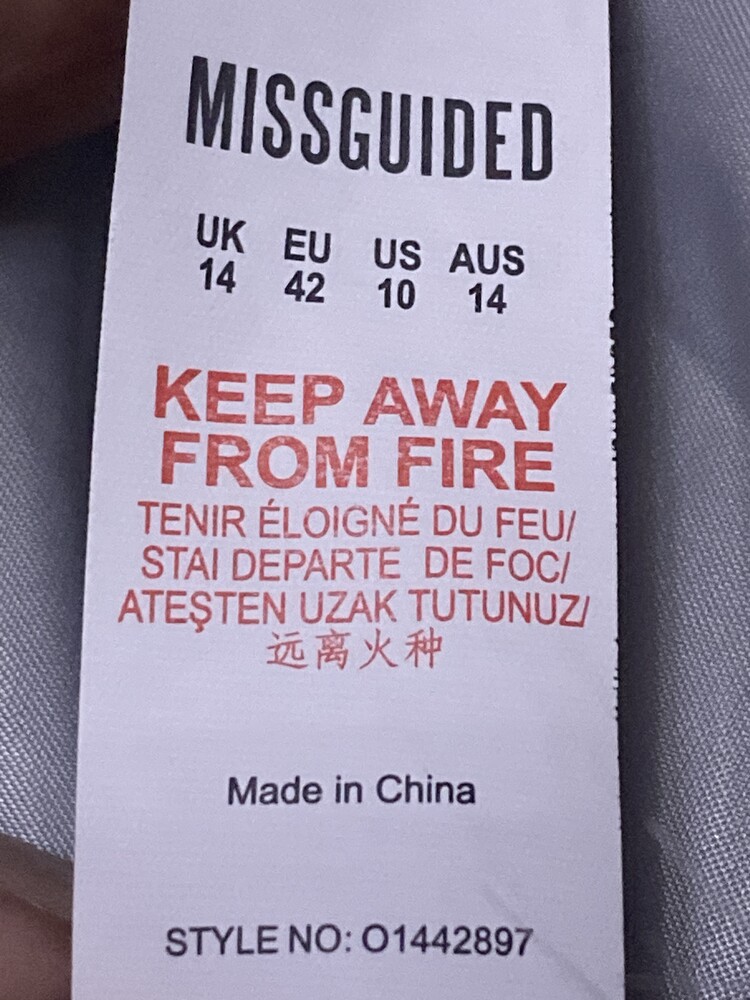 MISSGUIDED
UK EU US AUS
14 42 10 14
KEEP AWAY
FROM FIRE
TENIR ÉLOIGNÉ DU FEU/
STAI DEPARTE DE FOC/
ATEŞTEN UZAK TUTUNUZ/
远离火种
Made in China
STYLE NO: O1442897